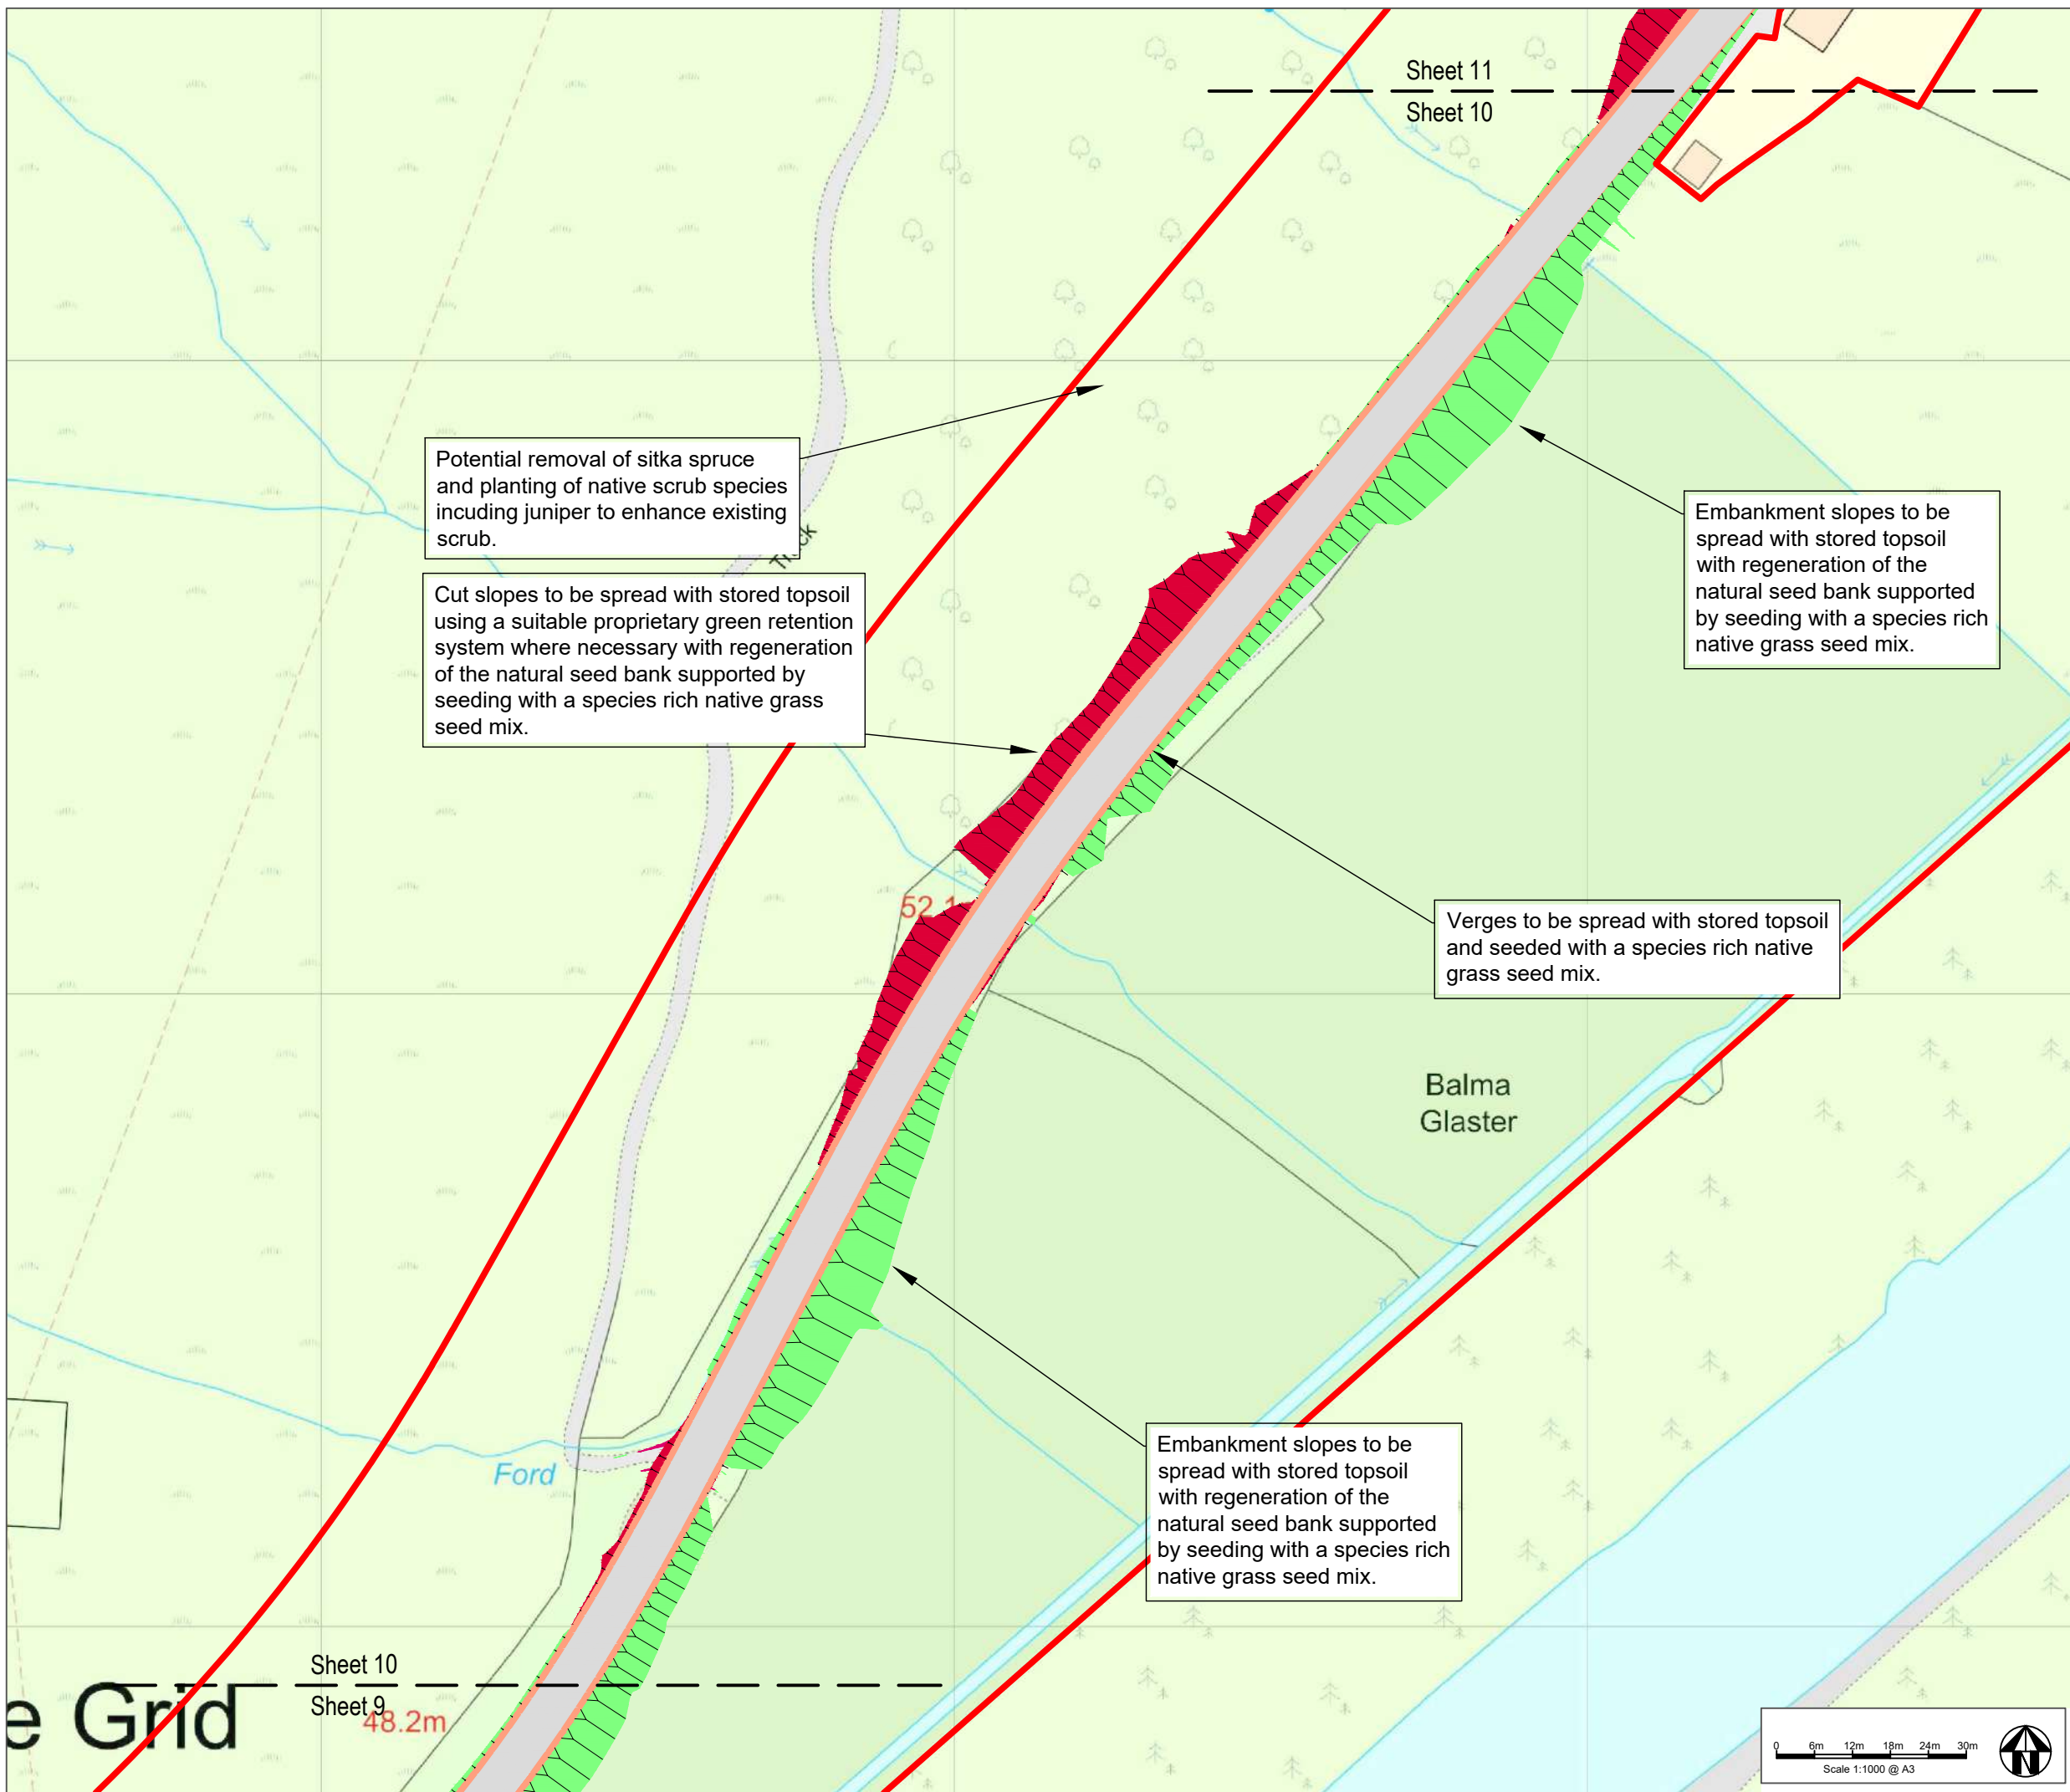 Sheet 11
Sheet 10
Potential removal of sitka spruce
and planting of native scrub species
incuding juniper to enhance existing
scrub.
Embankment slopes to be
spread with stored topsoil
with regeneration of the
natural seed bank supported
by seeding with a species rich
native grass seed mix.
Cut slopes to be spread with stored topsoil
using a suitable proprietary green retention
system where necessary with regeneration
of the natural seed bank supported by
seeding with a species rich native grass
seed mix.
52.1
Verges to be spread with stored topsoil
and seeded with a species rich native
grass seed mix.
Balma
Glaster
Ford
Embankment slopes to be
spread with stored topsoil
with regeneration of the
natural seed bank supported
by seeding with a species rich
native grass seed mix.
Sheet 10
Sheet 9
e Grid
48.2m
0 6m 12m 18m 24m 30m
Scale 1:1000 @ A3
N